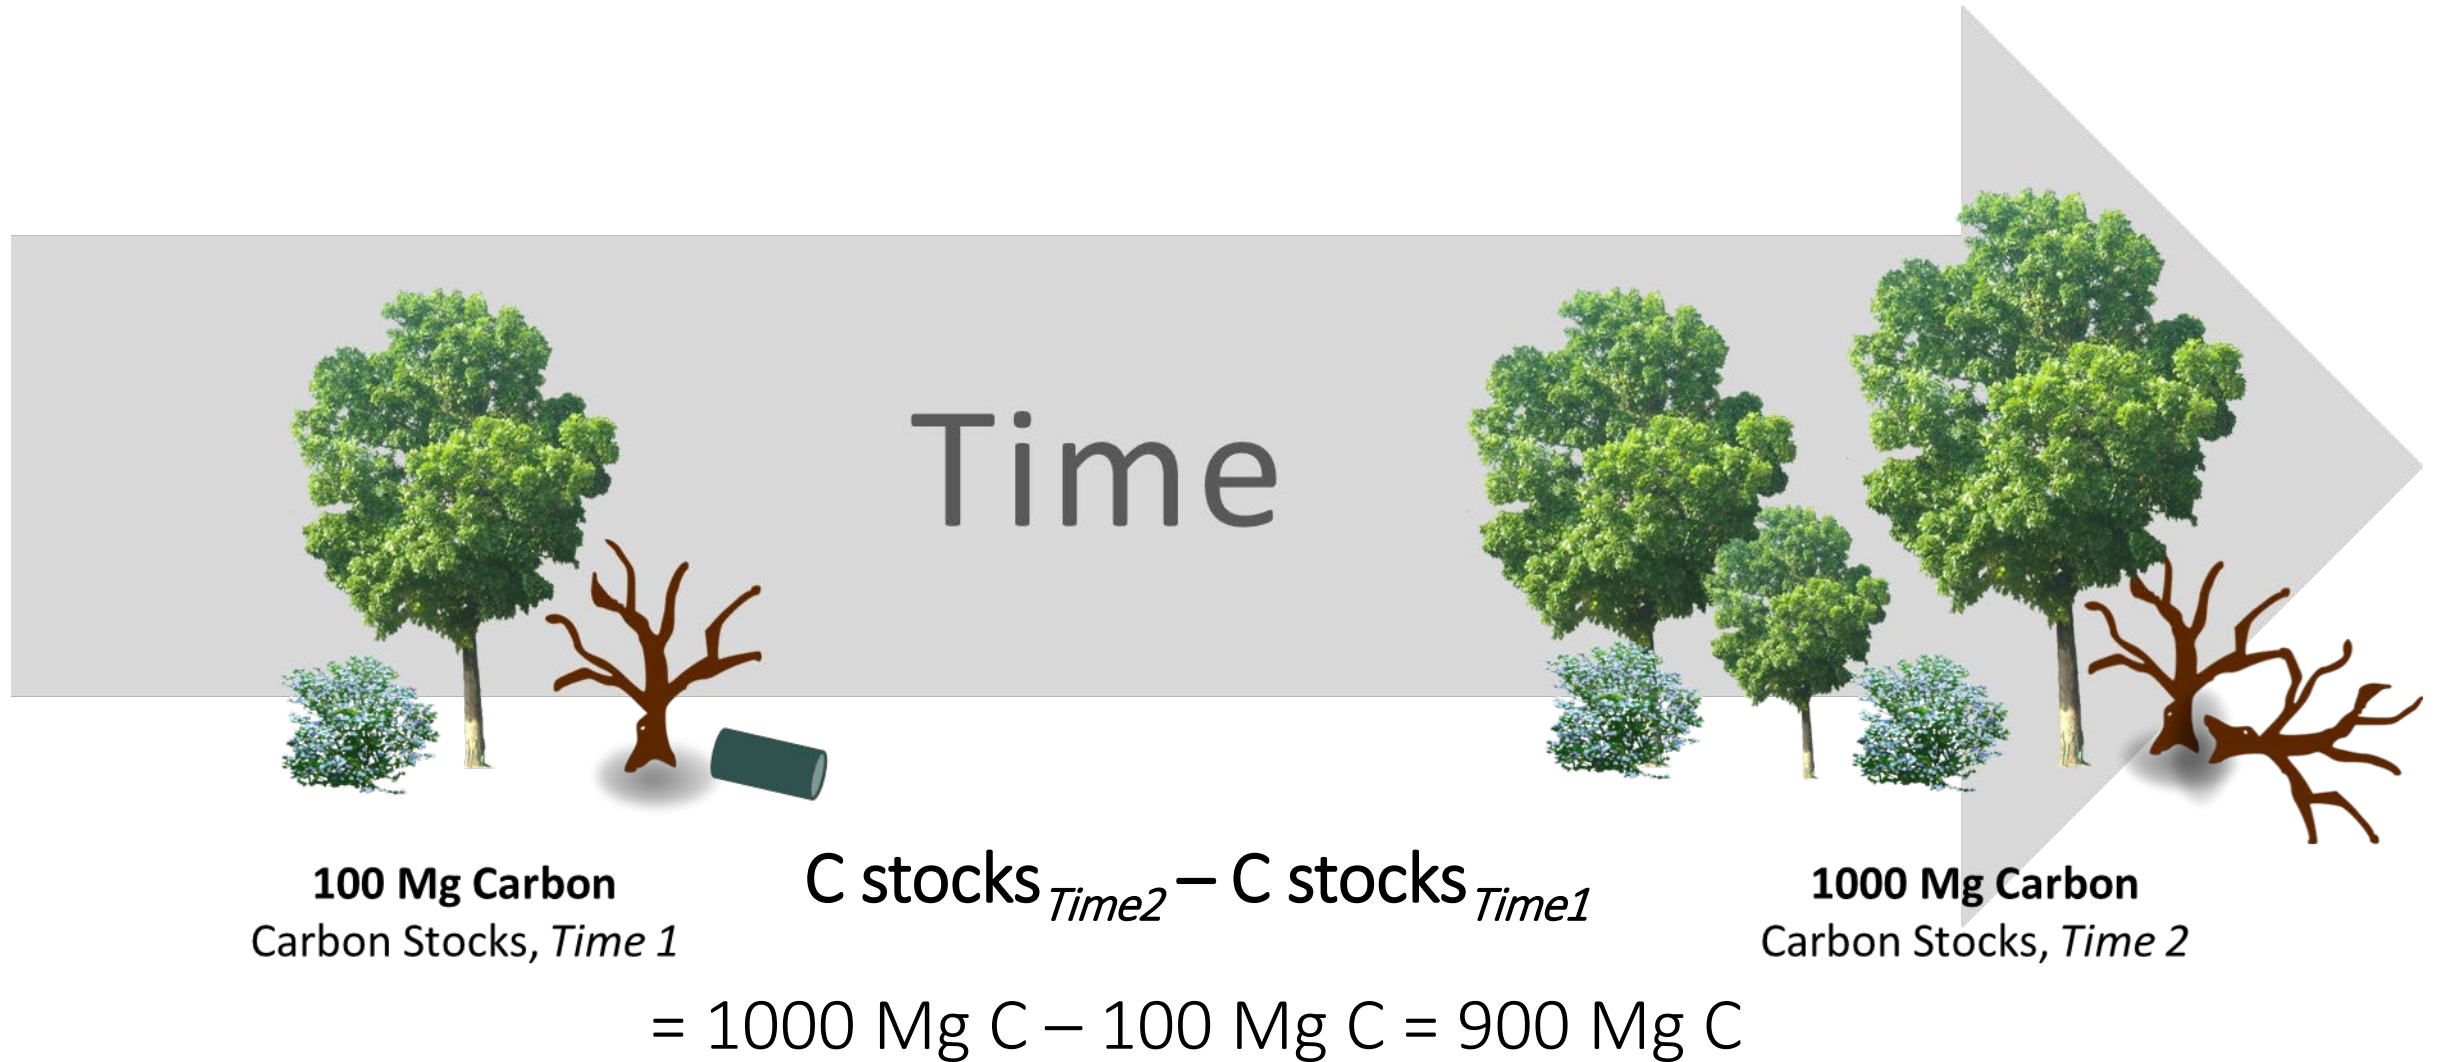 Time
100 Mg Carbon
Carbon Stocks, Time 1
C stocks Time2 – C stocks Time1
1000 Mg Carbon
Carbon Stocks, Time 2
= 1000 Mg C – 100 Mg C = 900 Mg C